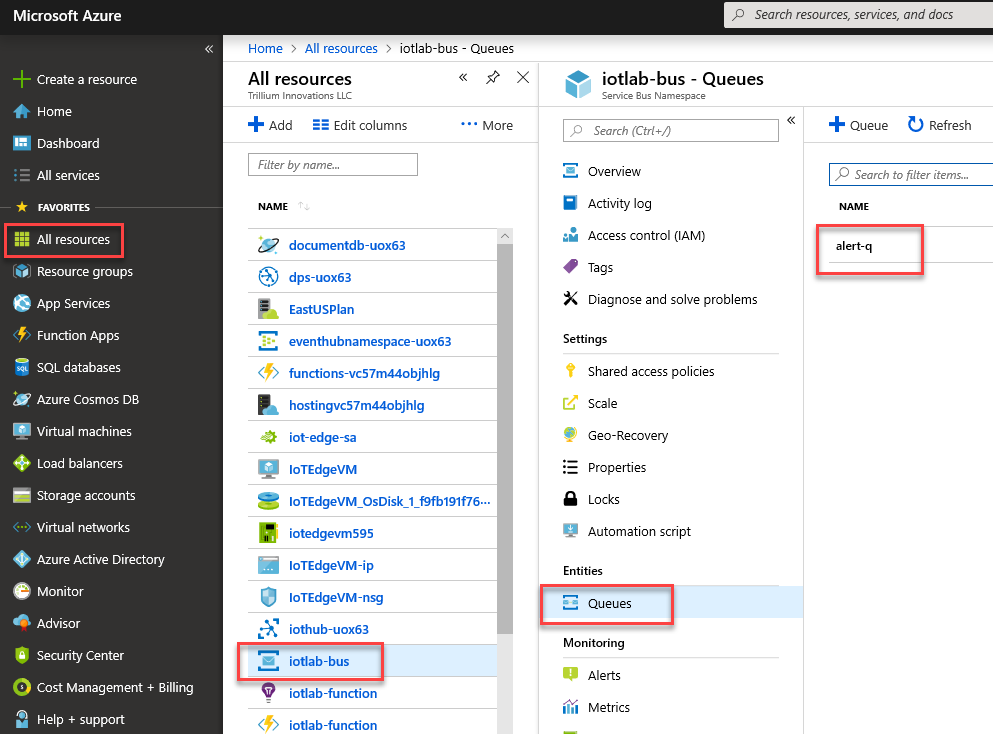 Microsoft Azure
Search resources, services, and docs
Create a resource
Home
Dashboard
All services
FAVORITES
All resources
Resource groups
App Services
Function Apps
SQL databases
Azure Cosmos DB
Virtual machines
Load balancers
Storage accounts
Virtual networks
Azure Active Directory
Monitor
Advisor
Security Center
Cost Management + Billing
Help + support
Home > All resources > iotlab-bus - Queues
All resources
Trillium Innovations LLC
Add Edit columns ··· More
Filter by name...
NAME
documentdb-uox63
dps-uox63
EastUSPlan
eventhubnamespace-uox63
functions-vc57m44objhlg
hostingvc57m44objhlg
iot-edge-sa
IoTEdgeVM
IoTEdgeVM_OsDisk_1_f9fb191f76···
iotedgevm595
IoTEdgeVM-ip
IoTEdgeVM-nsg
iothub-uox63
iotlab-bus
iotlab-function
iotlab-function
iotlab-bus - Queues
Service Bus Namespace
Search (Ctrl+/)
Overview
Activity log
Access control (IAM)
Tags
Diagnose and solve problems
Settings
Shared access policies
Scale
Geo-Recovery
Properties
Locks
Automation script
Entities
Queues
Monitoring
Alerts
Metrics
Queue Refresh
Search to filter items...
NAME
alert-q